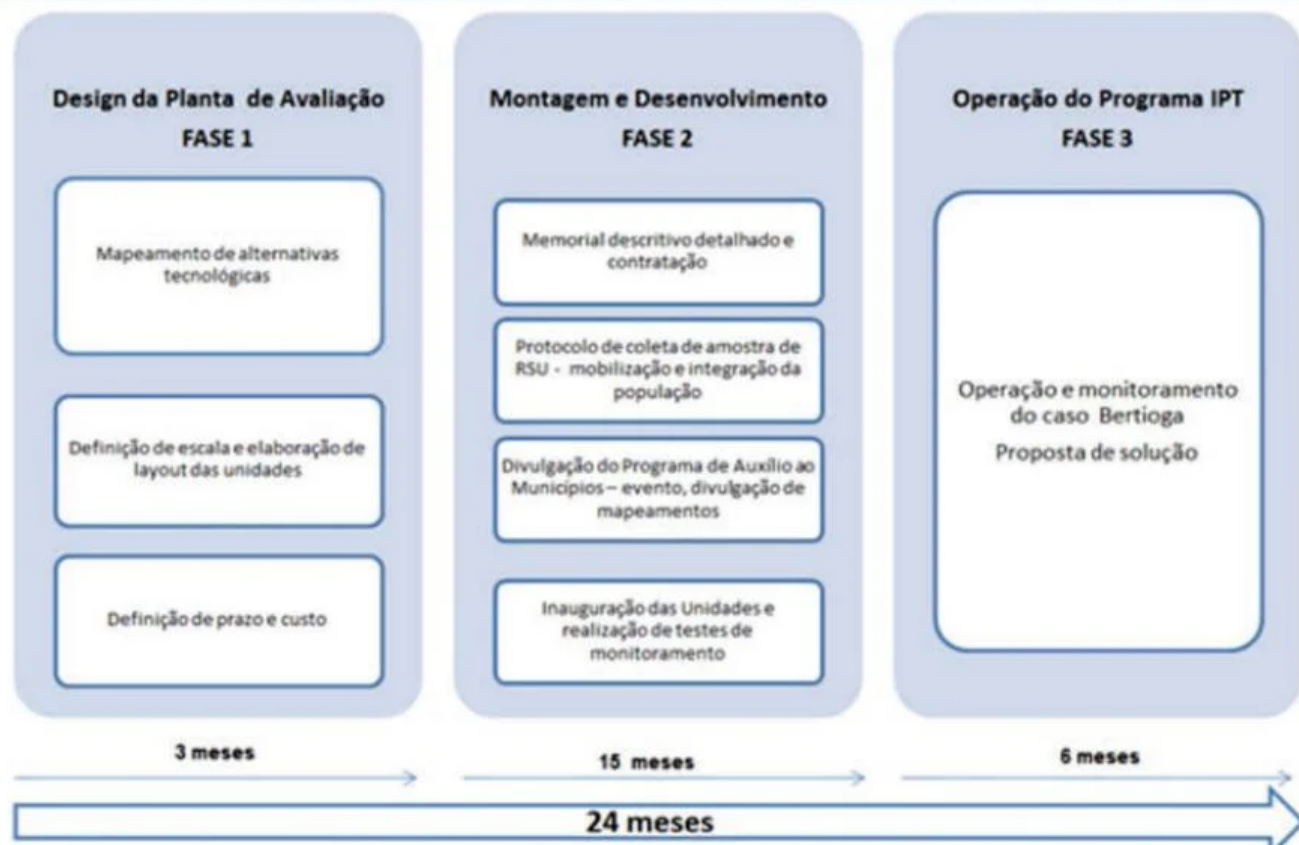 Design da Planta de Avaliação
FASE 1
Mapeamento de alternativas
tecnológicas
Definição de escala e elaboração de
layout das unidades
Definição de prazo e custo
Montagem e Desenvolvimento
FASE 2
Memorial descritivo detalhado e
contratação
Protocolo de coleta de amostra de
RSU - mobilização e integração da
população
Divulgação do Programa de Auxílio ao
Municípios – evento, divulgação de
mapeamentos
Inauguração das Unidades e
realização de testes de
monitoramento
Operação do Programa IPT
FASE 3
Operação e monitoramento
do caso Bertioga
Proposta de solução
3 meses
15 meses
6 meses
24 meses